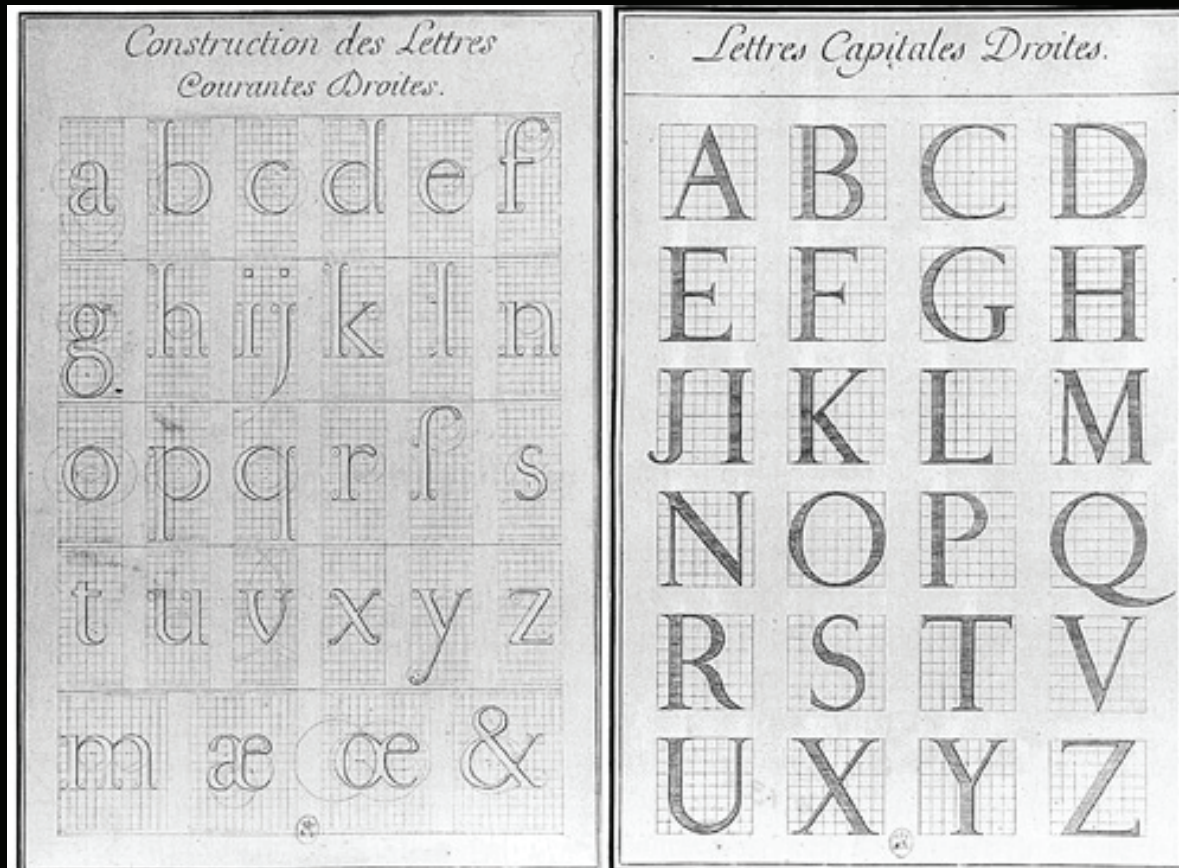 Construction des Lettres
Courantes Droites.
a b c d e f
g h i j k l n
o p q r ſ s
t u v x y z
m æ œ &
Lettres Capitales Droites.
A B C D
E F G H
J I K L M
N O P Q
R S T V
U X Y Z